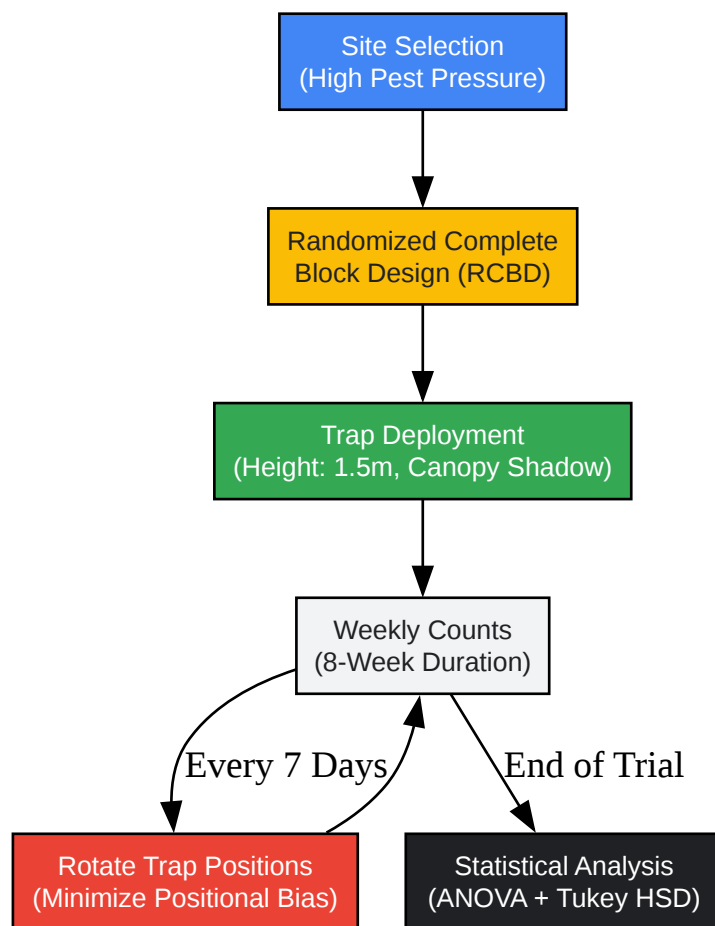 Site Selection
(High Pest Pressure)
Randomized Complete
Block Design (RCBD)
Trap Deployment
(Height: 1.5m, Canopy Shadow)
Weekly Counts
(8-Week Duration)
Every 7 Days
End of Trial
Rotate Trap Positions
(Minimize Positional Bias)
Statistical Analysis
(ANOVA + Tukey HSD)